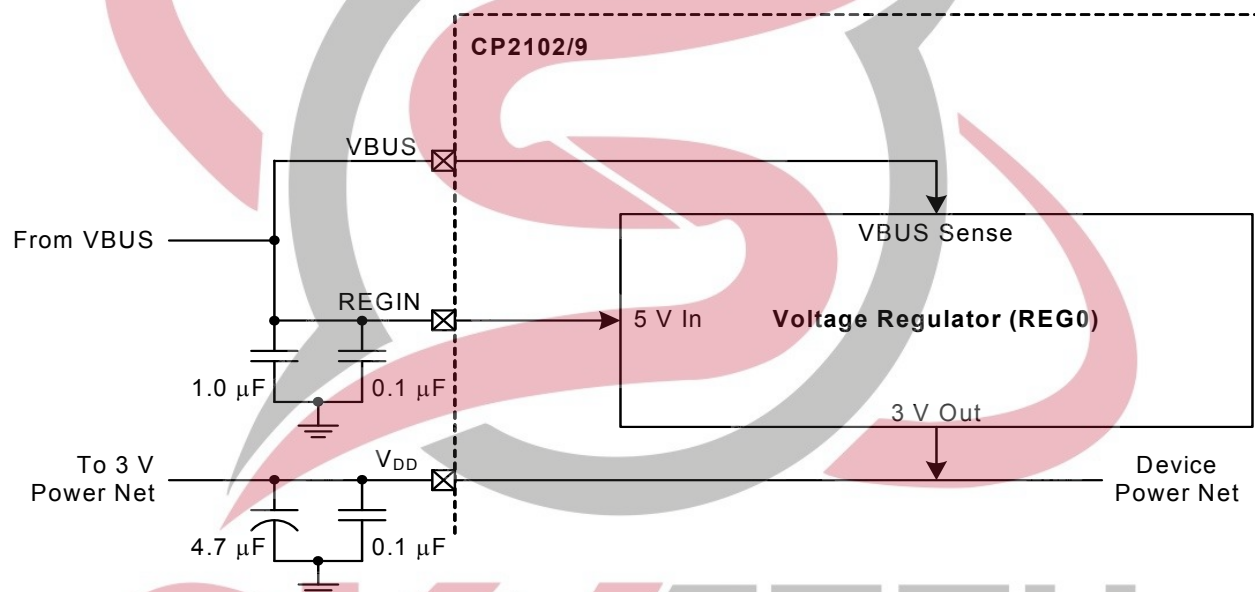 CP2102/9
VBUS
From VBUS
VBUS Sense
REGIN
5 V In
Voltage Regulator (REG0)
1.0 μF
0.1 μF
3 V Out
To 3 V
Power Net
VDD
Device
Power Net
4.7 μF
0.1 μF